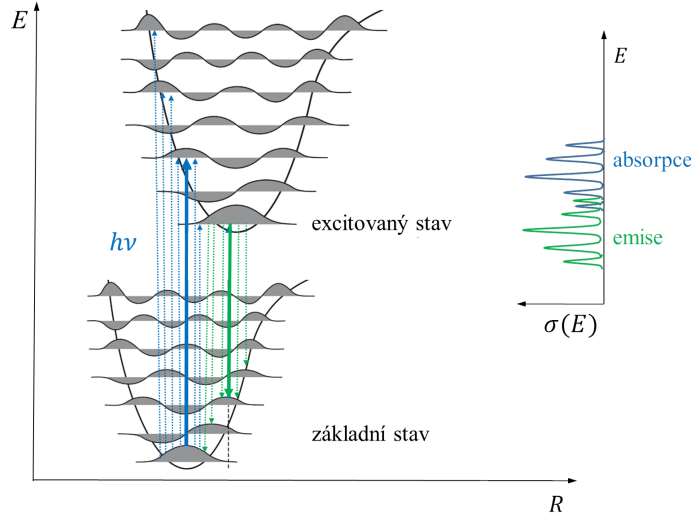 E
E
absorpce
excitovaný stav
hν
emise
σ(E)
základní stav
R